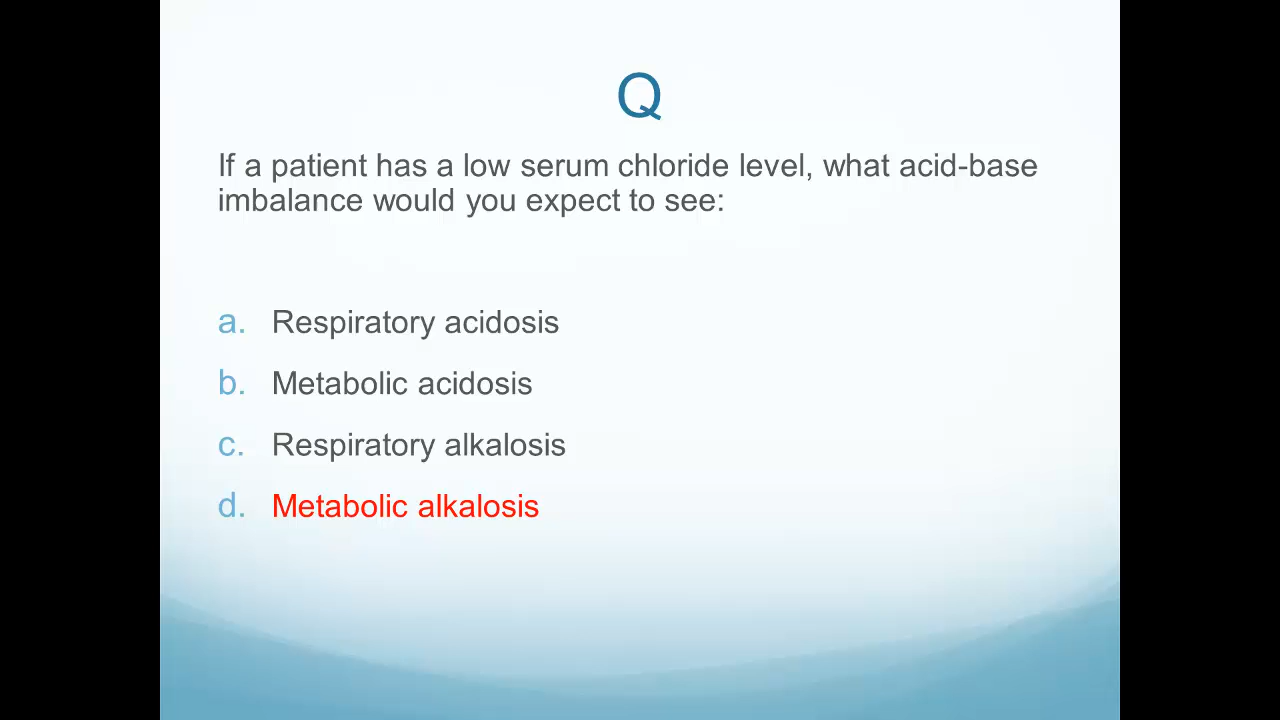 Q
If a patient has a low serum chloride level, what acid-base
imbalance would you expect to see:
a. Respiratory acidosis
b. Metabolic acidosis
c. Respiratory alkalosis
d. Metabolic alkalosis